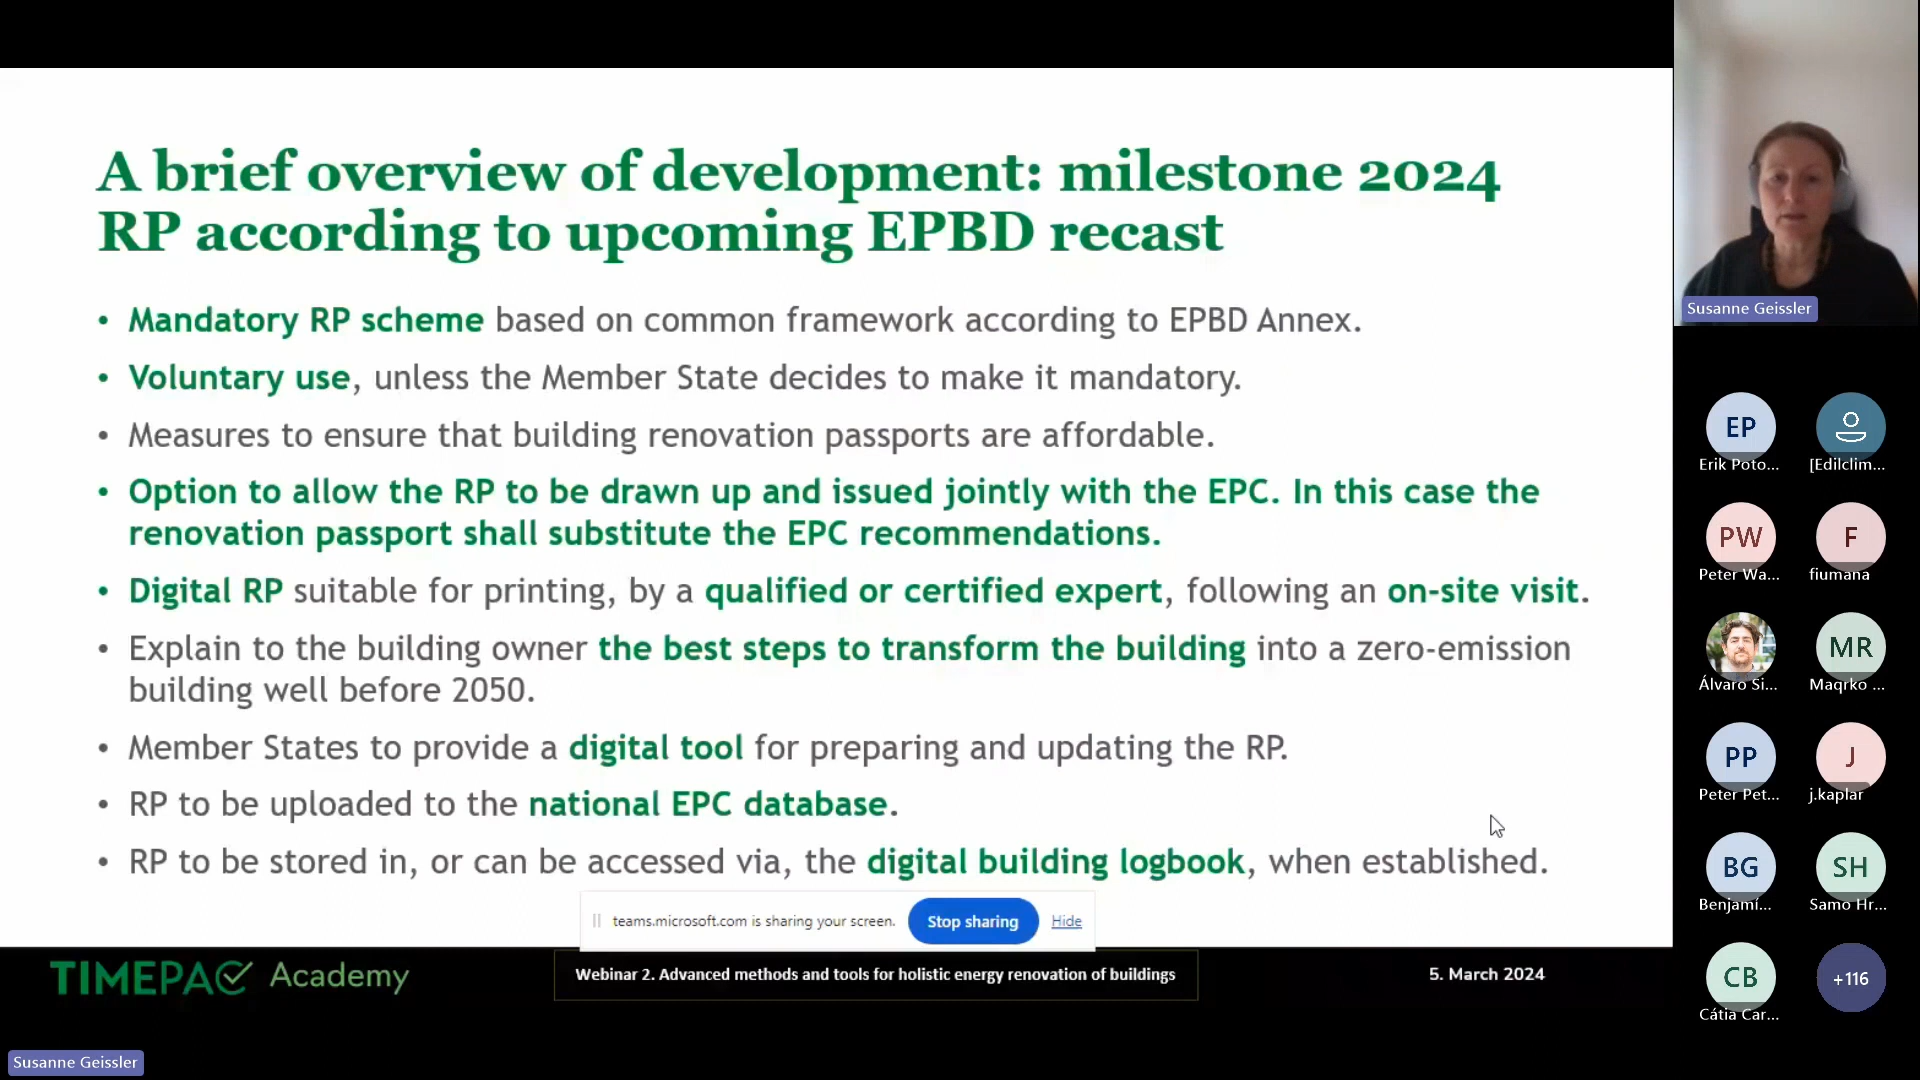 A brief overview of development: milestone 2024
RP according to upcoming EPBD recast
• Mandatory RP scheme based on common framework according to EPBD Annex.
• Voluntary use, unless the Member State decides to make it mandatory.
• Measures to ensure that building renovation passports are affordable.
• Option to allow the RP to be drawn up and issued jointly with the EPC. In this case the
renovation passport shall substitute the EPC recommendations.
• Digital RP suitable for printing, by a qualified or certified expert, following an on-site visit.
• Explain to the building owner the best steps to transform the building into a zero-emission
building well before 2050.
• Member States to provide a digital tool for preparing and updating the RP.
• RP to be uploaded to the national EPC database.
• RP to be stored in, or can be accessed via, the digital building logbook, when established.
teams.microsoft.com is sharing your screen. Stop sharing Hide
TIMEPAC Academy
Webinar 2. Advanced methods and tools for holistic energy renovation of buildings
5. March 2024
Susanne Geissler
Susanne Geissler
EP
Erik Poto...
[Edilclim...
PW
Peter Wa...
F
fiumana
Álvaro Si...
MR
Maqrko ...
PP
Peter Pet...
J
j.kaplar
BG
Benjamí...
SH
Samo Hr...
CB
Cátia Car...
+116